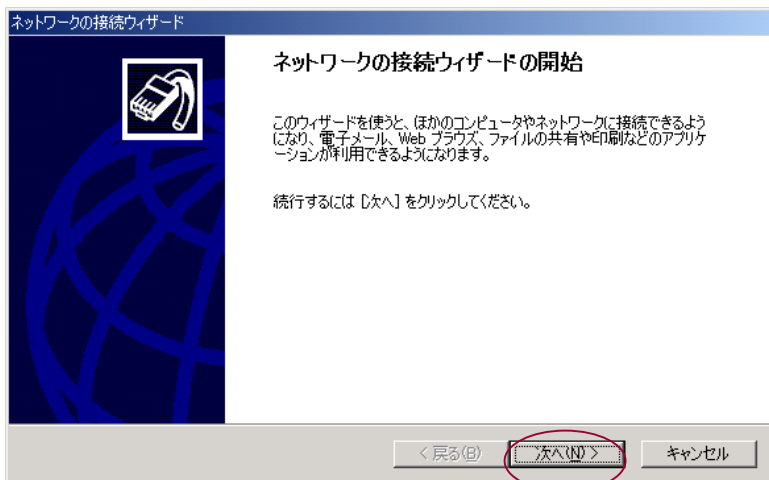 ネットワークの接続ウィザード
ネットワークの接続ウィザードの開始
このウィザードを使うと、ほかのコンピュータやネットワークに接続できるよう
になり、電子メール、Web ブラウズ、ファイルの共有や印刷などのアプリケ
ーションが利用できるようになります。
続行するには [次へ] をクリックしてください。
< 戻る(B)
次へ(N) >
キャンセル